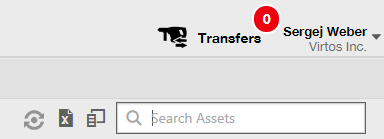 0
Transfers
Sergej Weber
Virtos Inc.
Search Assets